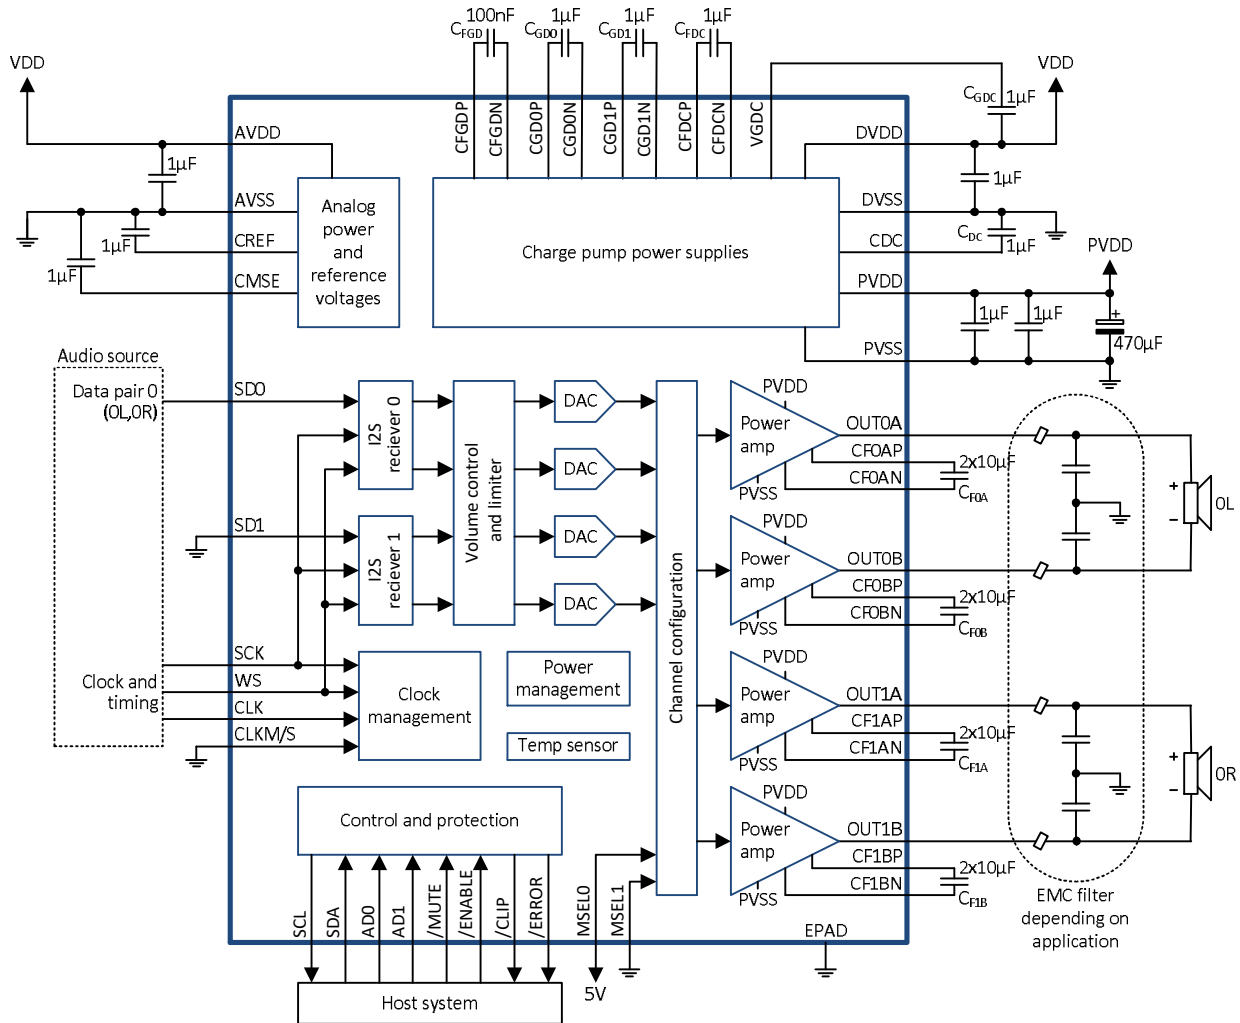 100nF
CFGD
1µF
CGD0
1µF
CGD1
1µF
CFDC
VDD
VDD
CGDC
1µF
CFGDP
CFGDN
CGD0P
CGD0N
CGD1P
CGD1N
CFDCP
CFDCN
VGDC
AVDD
DVDD
1µF
1µF
AVSS
Analog
power
and
reference
voltages
DVSS
1µF
CREF
Charge pump power supplies
CDC
CDC
1µF
PVDD
1µF
CMSE
PVDD
1µF
1µF
+
470µF
PVSS
Audio source
Data pair 0
(0L,0R)
SD0
I2S
reciever 0
Volume control
and limiter
DAC
DAC
DAC
DAC
Channel configuration
PVDD
Power
amp
PVSS
OUT0A
CF0AP
CF0AN
2x10µF
CF0A
+
−
0L
SD1
I2S
reciever 1
PVDD
Power
amp
PVSS
OUT0B
CF0BP
CF0BN
2x10µF
CF0B
SCK
Clock and
timing
WS
CLK
CLKM/S
Clock
management
Power
management
Temp sensor
PVDD
Power
amp
PVSS
OUT1A
CF1AP
CF1AN
2x10µF
CF1A
+
−
0R
Control and protection
PVDD
Power
amp
PVSS
OUT1B
CF1BP
CF1BN
2x10µF
CF1B
EMC filter
depending on
application
SCL
SDA
AD0
AD1
/MUTE
/ENABLE
/CLIP
/ERROR
MSEL0
MSEL1
EPAD
5V
Host system